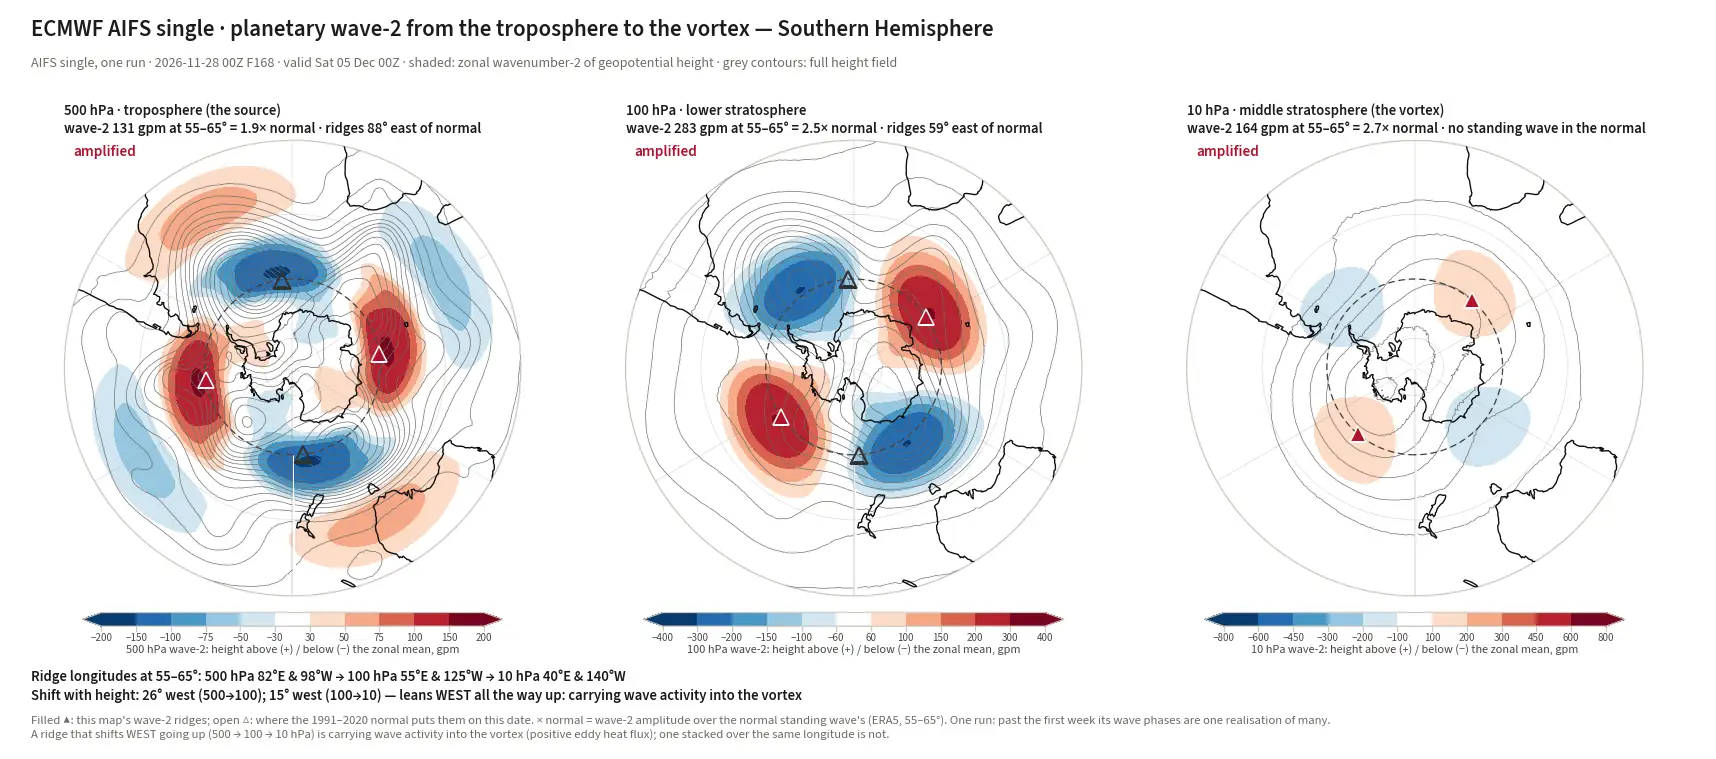 ECMWF AIFS single · planetary wave-2 from the troposphere to the vortex — Southern Hemisphere
AIFS single, one run · 2026-11-28 00Z F168 · valid Sat 05 Dec 00Z · shaded: zonal wavenumber-2 of geopotential height · grey contours: full height field
500 hPa · troposphere (the source)
wave-2 131 gpm at 55–65° = 1.9× normal · ridges 88° east of normal
amplified
100 hPa · lower stratosphere
wave-2 283 gpm at 55–65° = 2.5× normal · ridges 59° east of normal
amplified
10 hPa · middle stratosphere (the vortex)
wave-2 164 gpm at 55–65° = 2.7× normal · no standing wave in the normal
amplified
−200 −150 −100 −75 −50 −30 30 50 75 100 150 200
500 hPa wave-2: height above (+) / below (−) the zonal mean, gpm
−400 −300 −200 −150 −100 −60 60 100 150 200 300 400
100 hPa wave-2: height above (+) / below (−) the zonal mean, gpm
−800 −600 −450 −300 −200 −100 100 200 300 450 600 800
10 hPa wave-2: height above (+) / below (−) the zonal mean, gpm
Ridge longitudes at 55–65°: 500 hPa 82°E & 98°W → 100 hPa 55°E & 125°W → 10 hPa 40°E & 140°W
Shift with height: 26° west (500→100); 15° west (100→10) — leans WEST all the way up: carrying wave activity into the vortex
Filled ▲: this map's wave-2 ridges; open △: where the 1991–2020 normal puts them on this date. × normal = wave-2 amplitude over the normal standing wave's (ERA5, 55–65°). One run: past the first week its wave phases are one realisation of many.
A ridge that shifts WEST going up (500 → 100 → 10 hPa) is carrying wave activity into the vortex (positive eddy heat flux); one stacked over the same longitude is not.